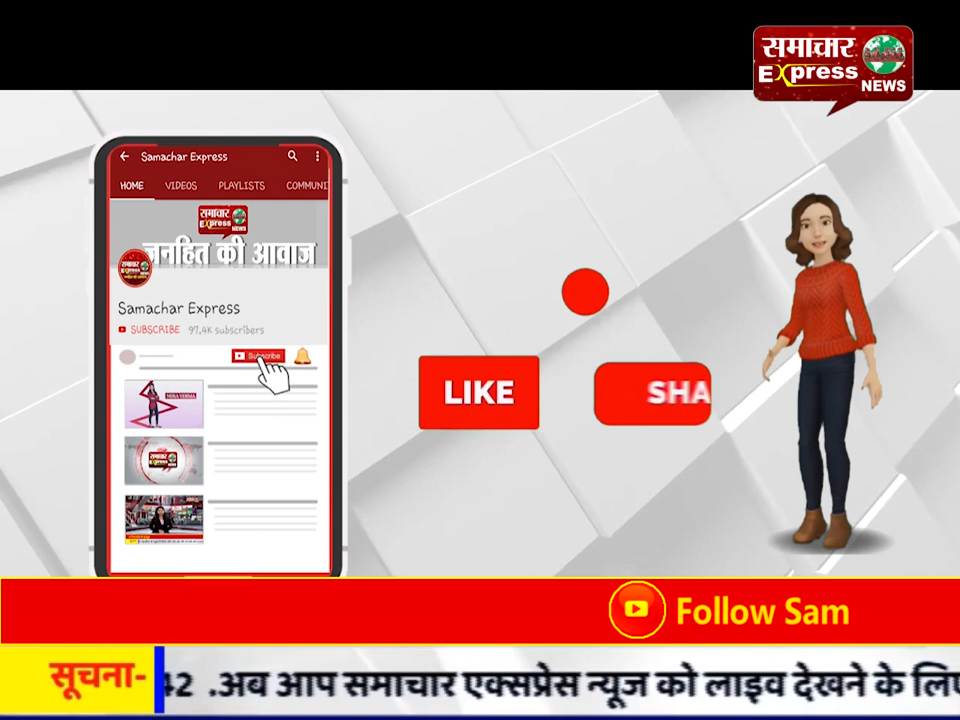 समाचार
Express
NEWS
Samachar Express
HOME VIDEOS PLAYLISTS COMMUNI
समाचार
Express
NEWS
जनहित की आवाज
Samachar Express
SUBSCRIBE 97.4K subscribers
Subscribe
LIKE
SHA
Follow Sam
सूचना-
42 .अब आप समाचार एक्सप्रेस न्यूज को लाइव देखने के लिए